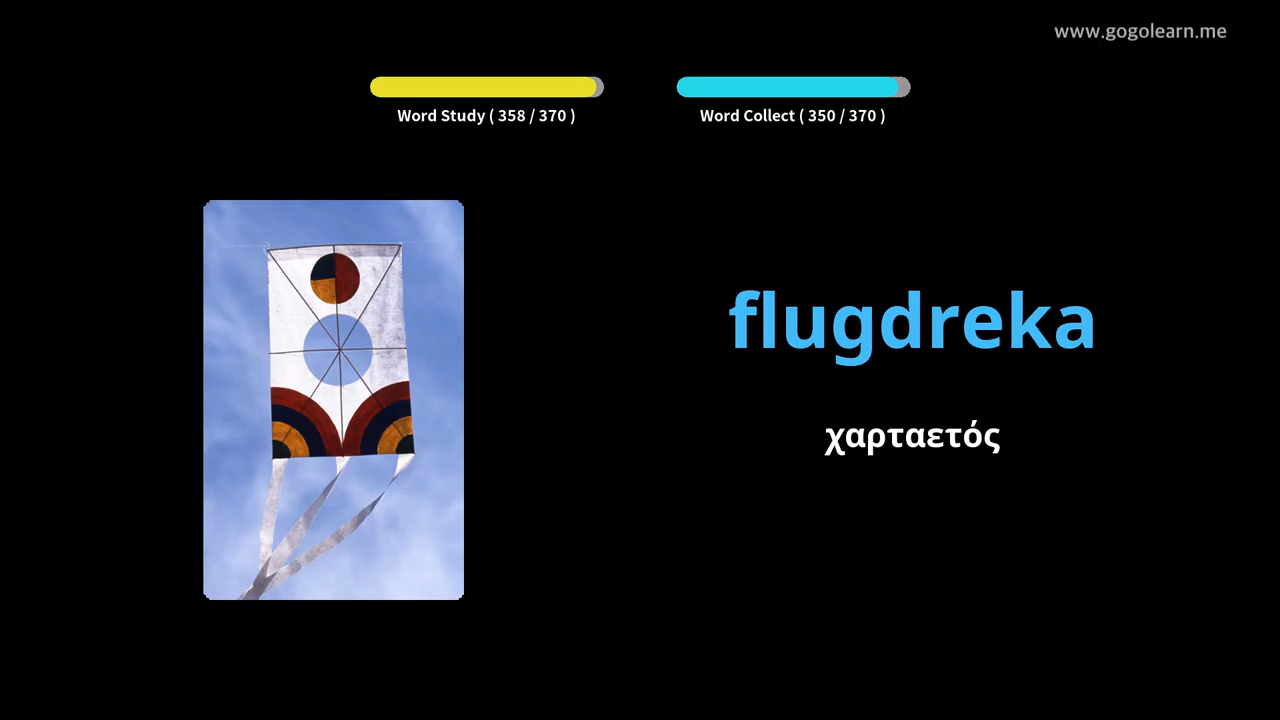 www.gogolearn.me
Word Study ( 358 / 370 )
Word Collect ( 350 / 370 )
flugdreka
χαρταετός